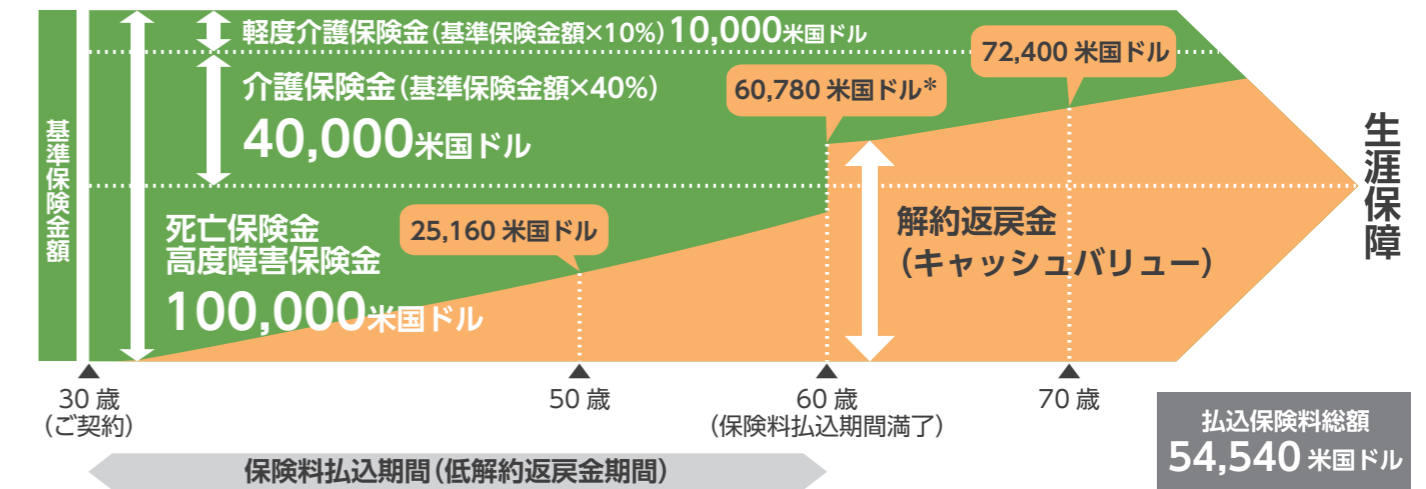 軽度介護保険金(基準保険金額×10%)10,000米国ドル
72,400 米国ドル
介護保険金(基準保険金額×40%)
40,000米国ドル
60,780 米国ドル*
基準保険金額
生涯保障
死亡保険金
高度障害保険金
100,000米国ドル
25,160 米国ドル
解約返戻金
(キャッシュバリュー)
30 歳
(ご契約)
50 歳
60 歳
(保険料払込期間満了)
70 歳
払込保険料総額
54,540 米国ドル
保険料払込期間(低解約返戻金期間)